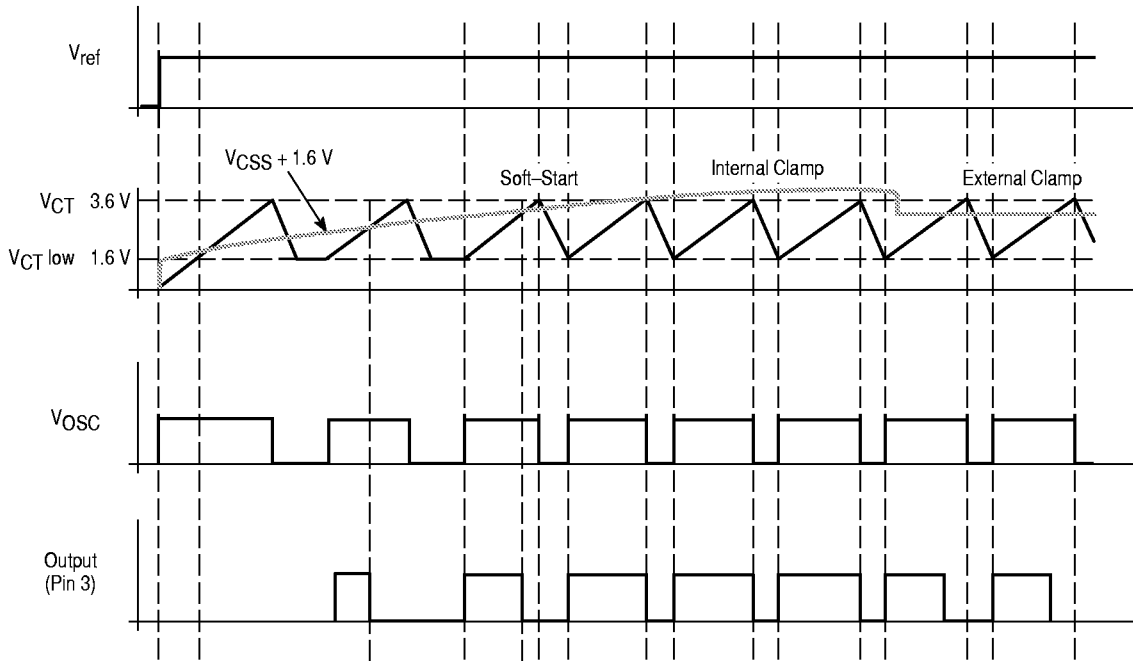 Vref
VCSS + 1.6 V
Soft–Start
Internal Clamp
External Clamp
VCT 3.6 V
VCT low 1.6 V
VOSC
Output
(Pin 3)